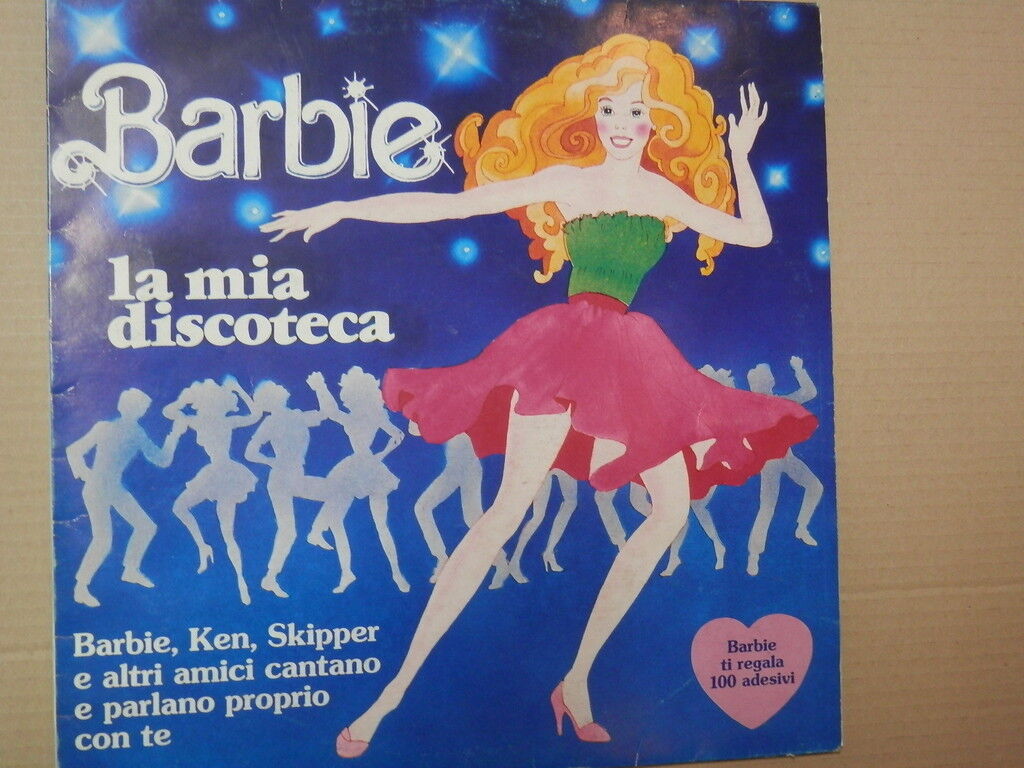 Barbie
la mia
discoteca
Barbie, Ken, Skipper
e altri amici cantano
e parlano proprio
con te
Barbie
ti regala
100 adesivi